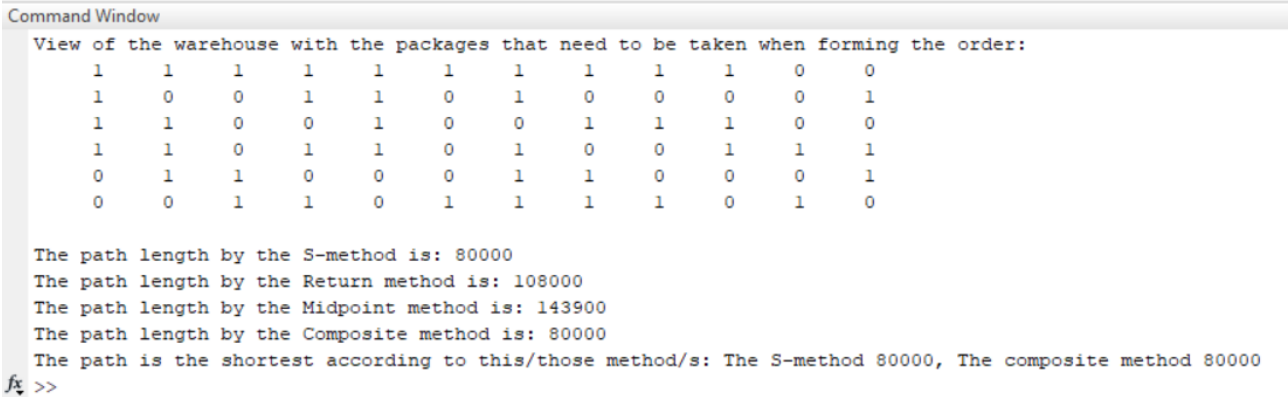 Command Window
View of the warehouse with the packages that need to be taken when forming the order:
1 1 1 1 1 1 1 1 1 1 0 0
1 0 0 1 1 0 1 0 0 0 0 1
1 1 0 0 1 0 0 1 1 1 0 0
1 1 0 1 1 0 1 0 0 1 1 1
0 1 1 0 0 0 1 1 0 0 0 1
0 0 1 1 0 1 1 1 1 0 1 0
The path length by the S-method is: 80000
The path length by the Return method is: 108000
The path length by the Midpoint method is: 143900
The path length by the Composite method is: 80000
The path is the shortest according to this/those method/s: The S-method 80000, The composite method 80000
fx >>